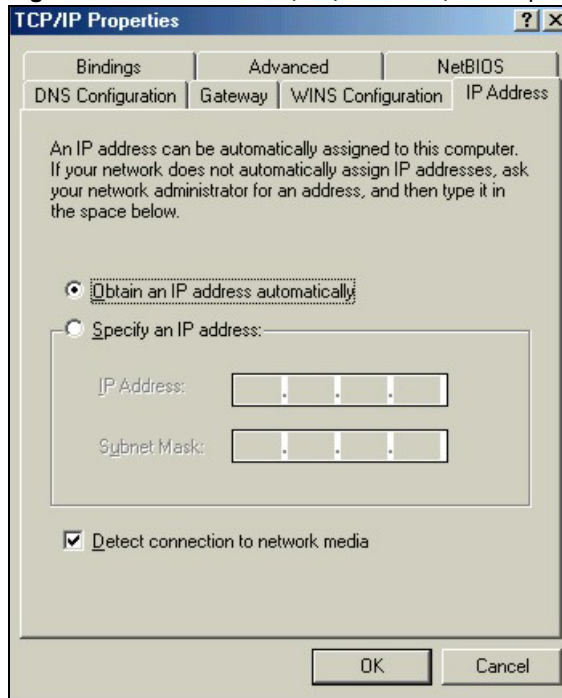 TCP/IP Properties
Bindings Advanced NetBIOS
DNS Configuration Gateway WINS Configuration IP Address
An IP address can be automatically assigned to this computer.
If your network does not automatically assign IP addresses, ask
your network administrator for an address, and then type it in
the space below.
Obtain an IP address automatically
Specify an IP address:
IP Address: . . .
Subnet Mask: . . .
Detect connection to network media
OK Cancel